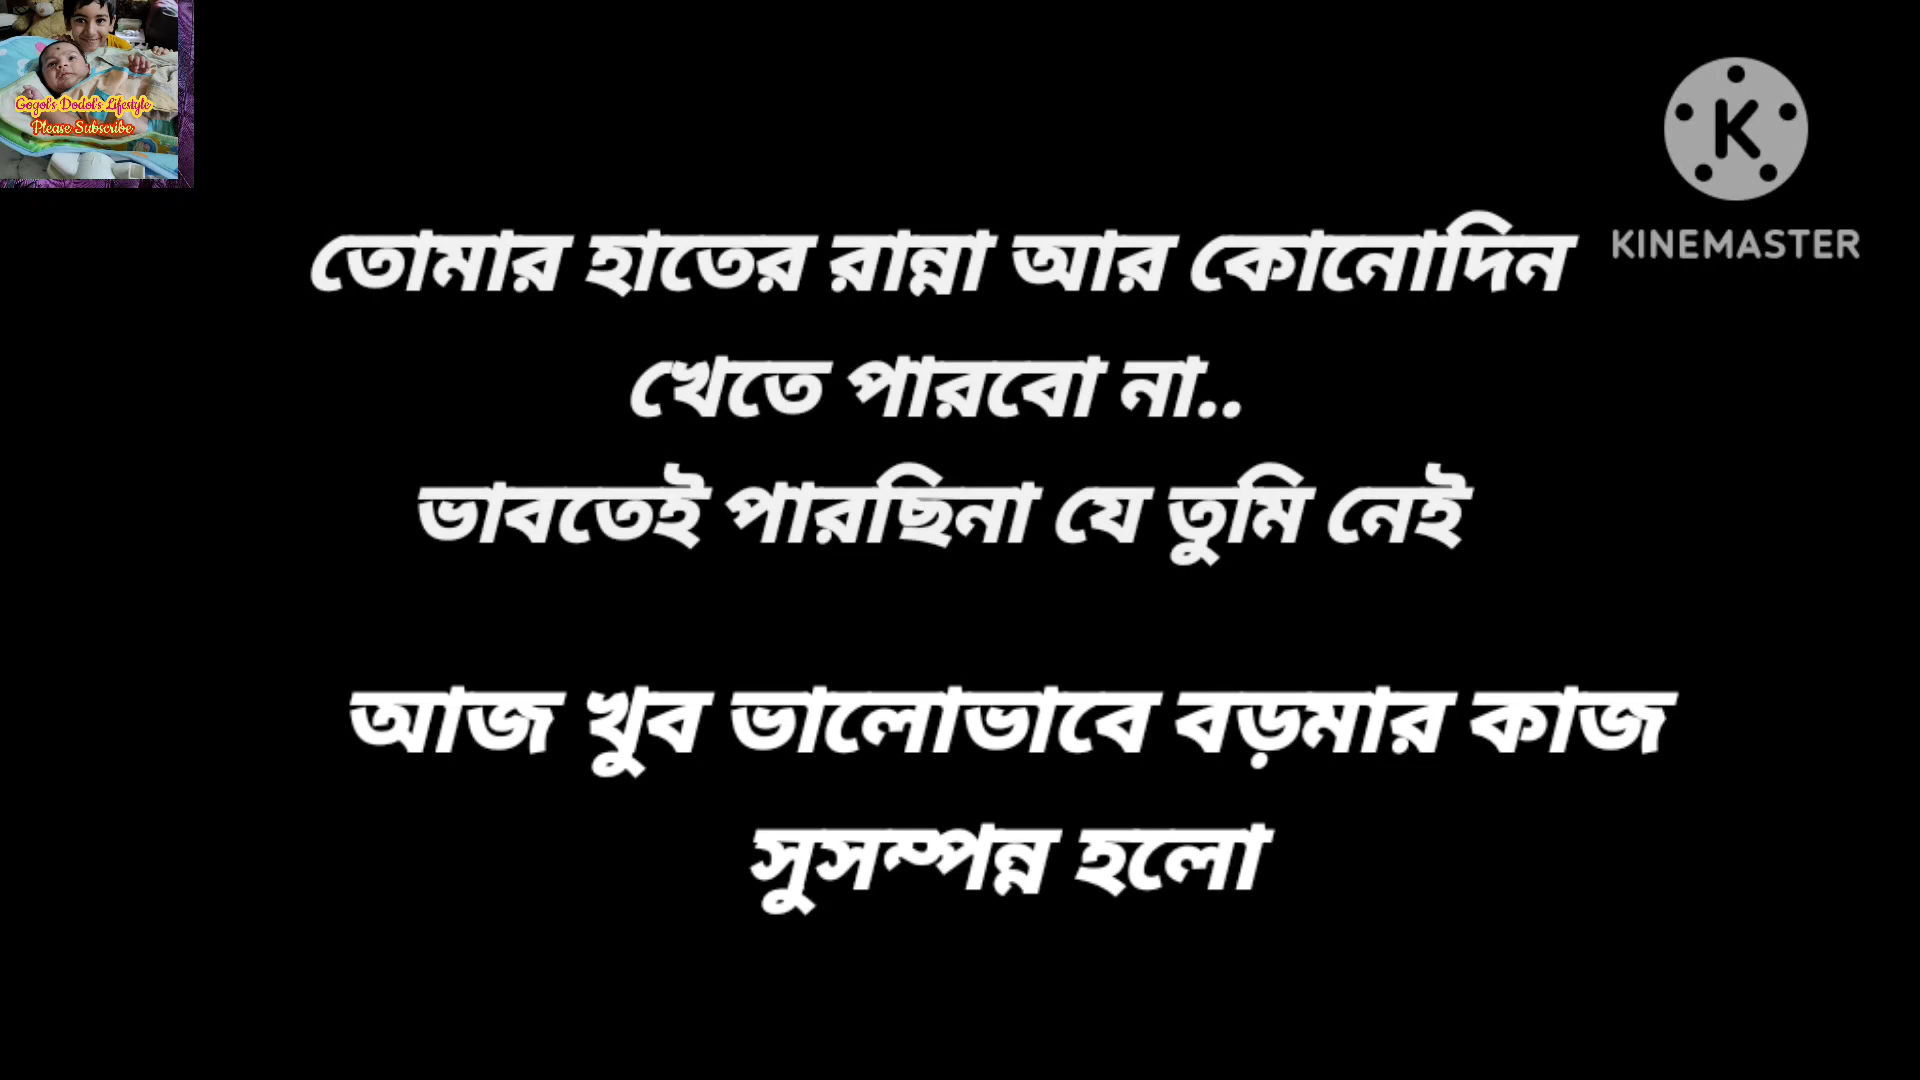 Gogol's Dodol's Lifestyle
Please Subscribe
KINEMASTER
তোমার হাতের রান্না আর কোনোদিন
খেতে পারবো না..
ভাবতেই পারছিনা যে তুমি নেই
আজ খুব ভালোভাবে বড়মার কাজ
সুসম্পন্ন হলো